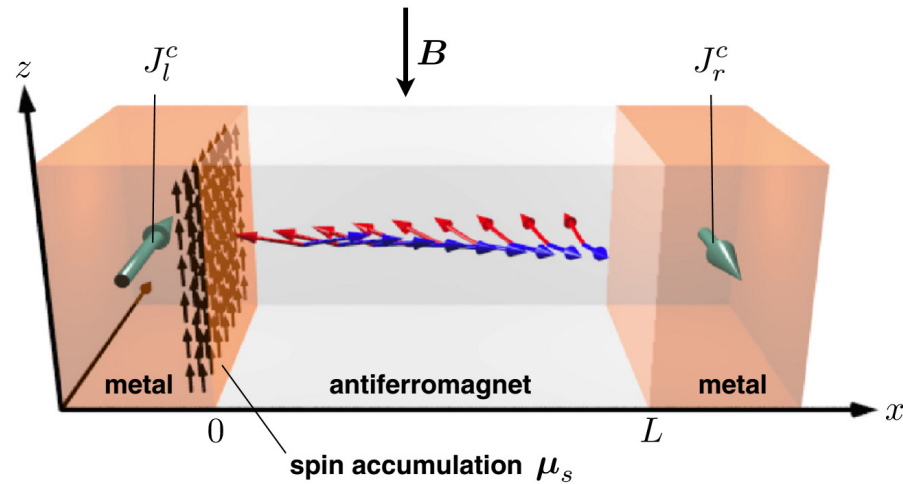 B
z
J_l^c
J_r^c
metal
antiferromagnet
metal
x
0
L
spin accumulation μ_s